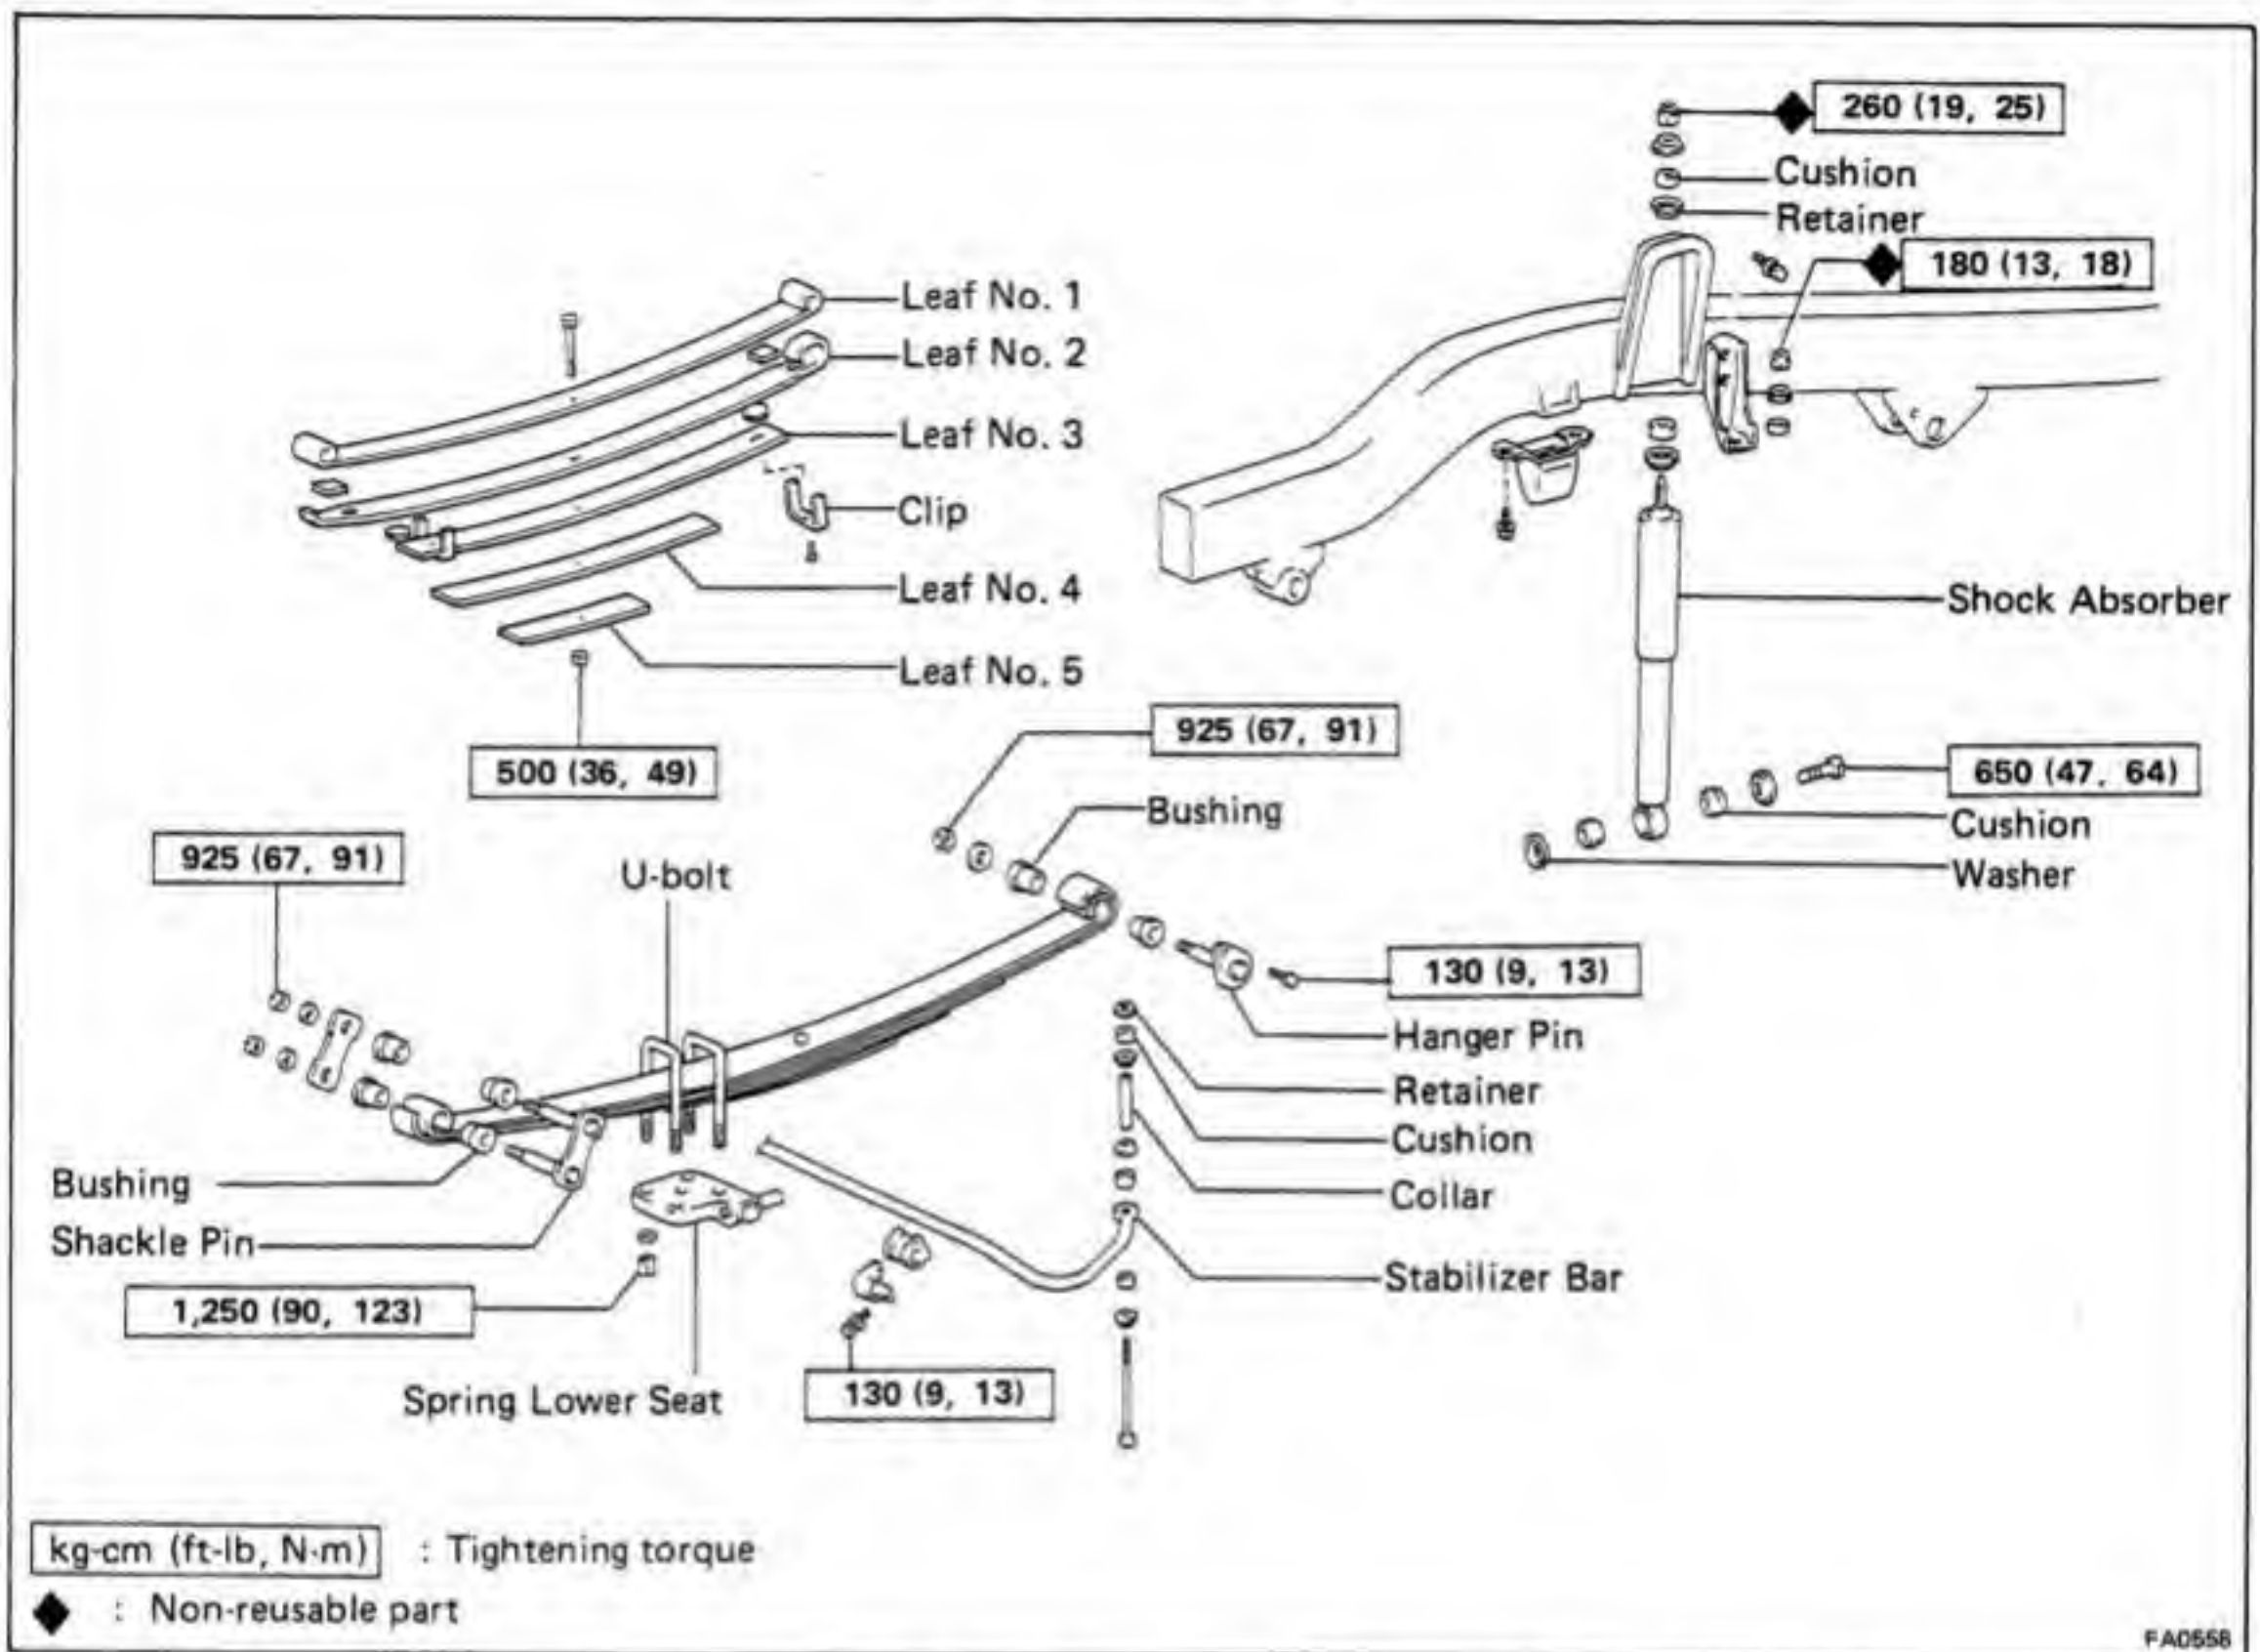 260 (19, 25)
Cushion
Retainer
180 (13, 18)
Leaf No. 1
Leaf No. 2
Leaf No. 3
Clip
Leaf No. 4
Leaf No. 5
500 (36, 49)
Shock Absorber
925 (67, 91)
Bushing
650 (47, 64)
Cushion
Washer
925 (67, 91)
U-bolt
130 (9, 13)
Hanger Pin
Retainer
Cushion
Collar
Stabilizer Bar
Bushing
Shackle Pin
1,250 (90, 123)
Spring Lower Seat
130 (9, 13)
kg-cm (ft-lb, N·m) : Tightening torque
◆ : Non-reusable part
FA0558